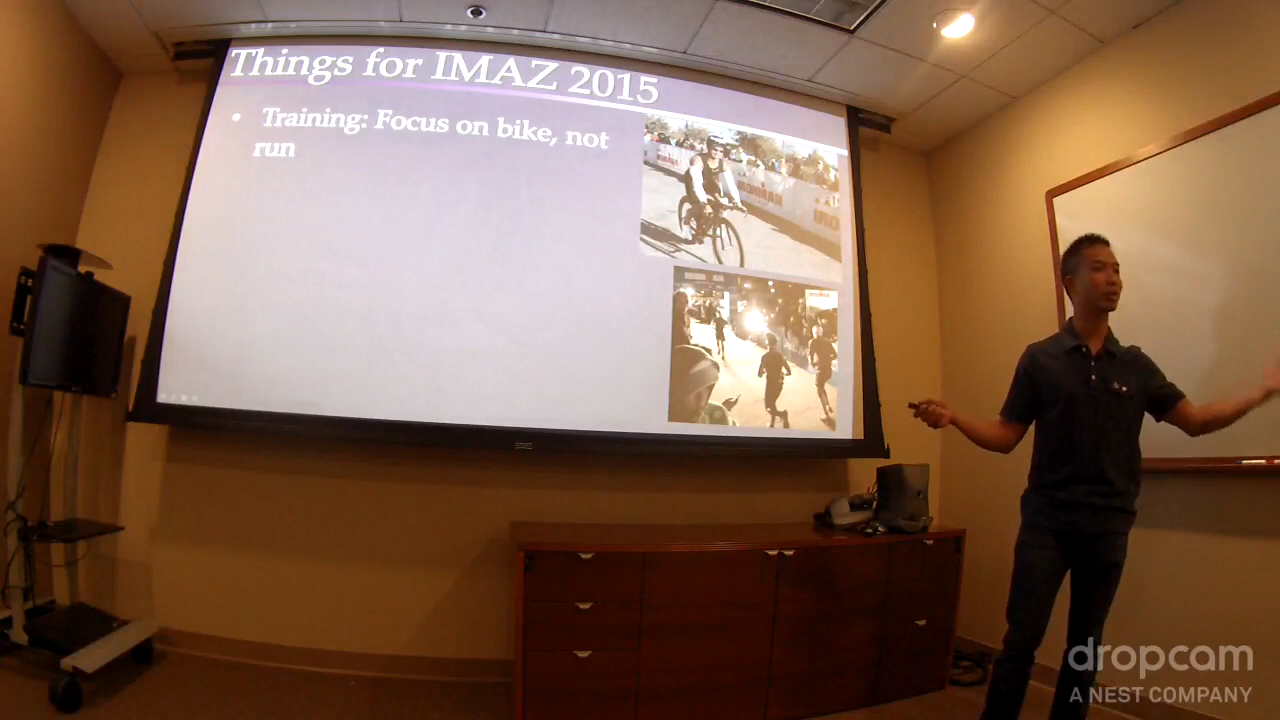 Things for IMAZ 2015
• Training: Focus on bike, not
run
dropcam
A NEST COMPANY